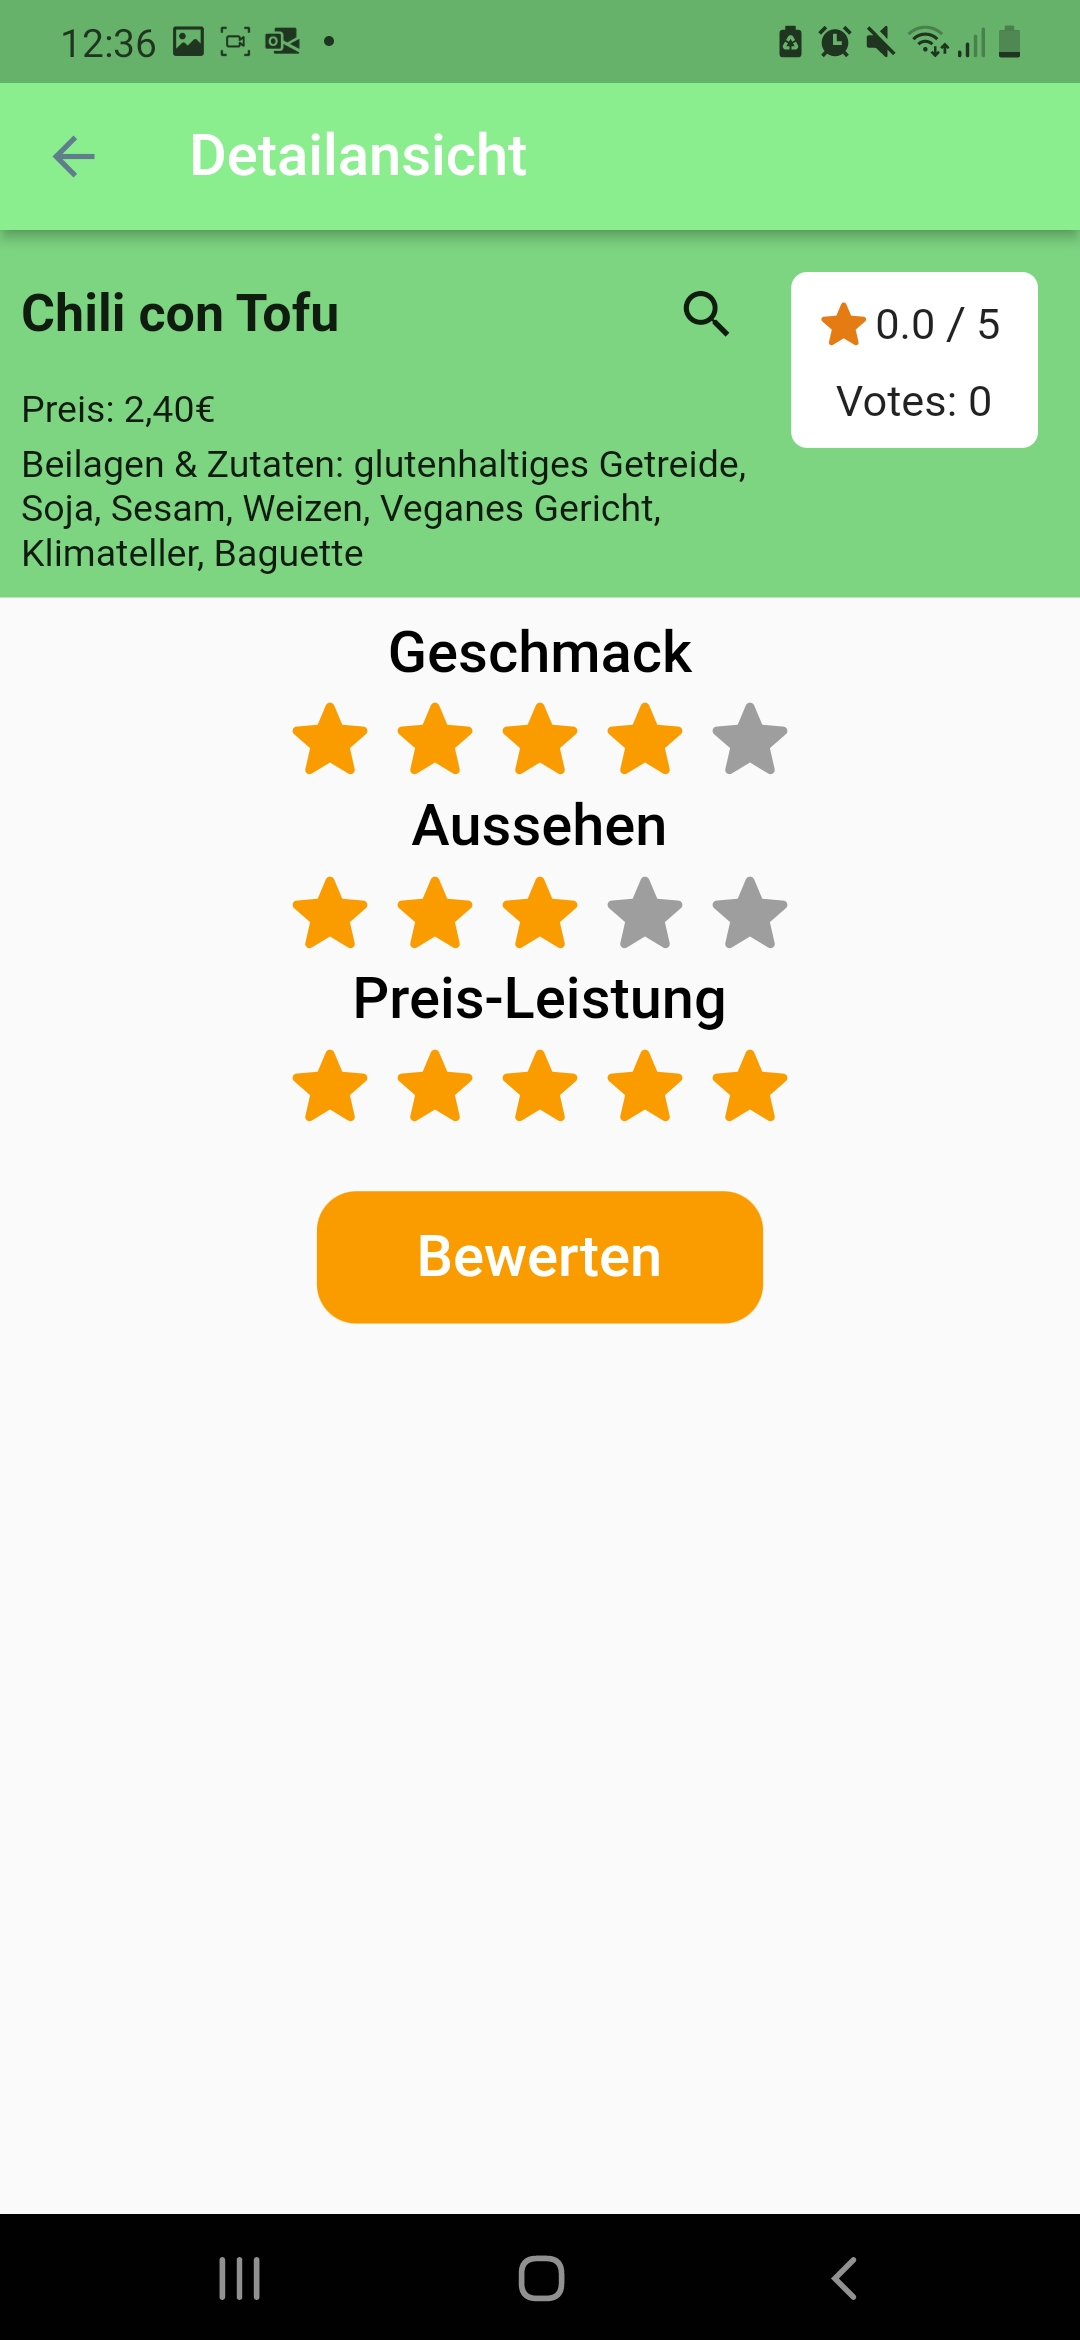 12:36
Detailansicht
Chili con Tofu
0.0 / 5
Votes: 0
Preis: 2,40€
Beilagen & Zutaten: glutenhaltiges Getreide,
Soja, Sesam, Weizen, Veganes Gericht,
Klimateller, Baguette
Geschmack
Aussehen
Preis-Leistung
Bewerten